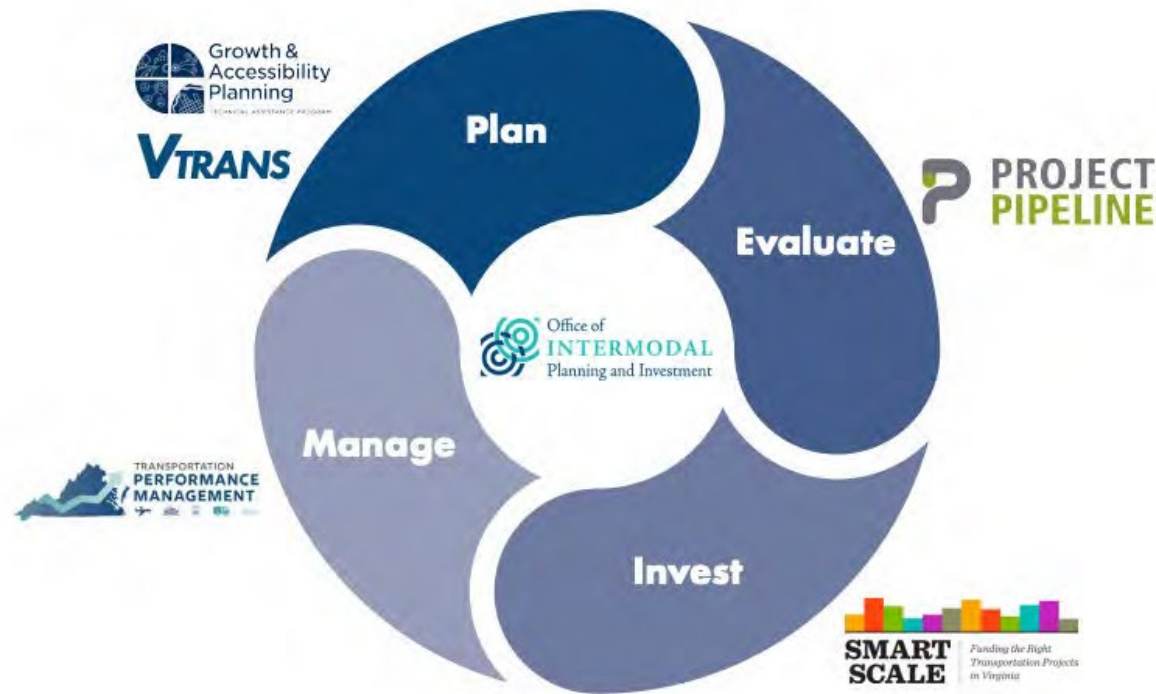 Growth &
Accessibility
Planning
TECHNICAL ASSISTANCE PROGRAM
VTRANS
Plan
Evaluate
PROJECT
PIPELINE
Office of
INTERMODAL
Planning and Investment
Manage
TRANSPORTATION
PERFORMANCE
MANAGEMENT
Invest
SMART
SCALE
Funding the Right
Transportation Projects
in Virginia